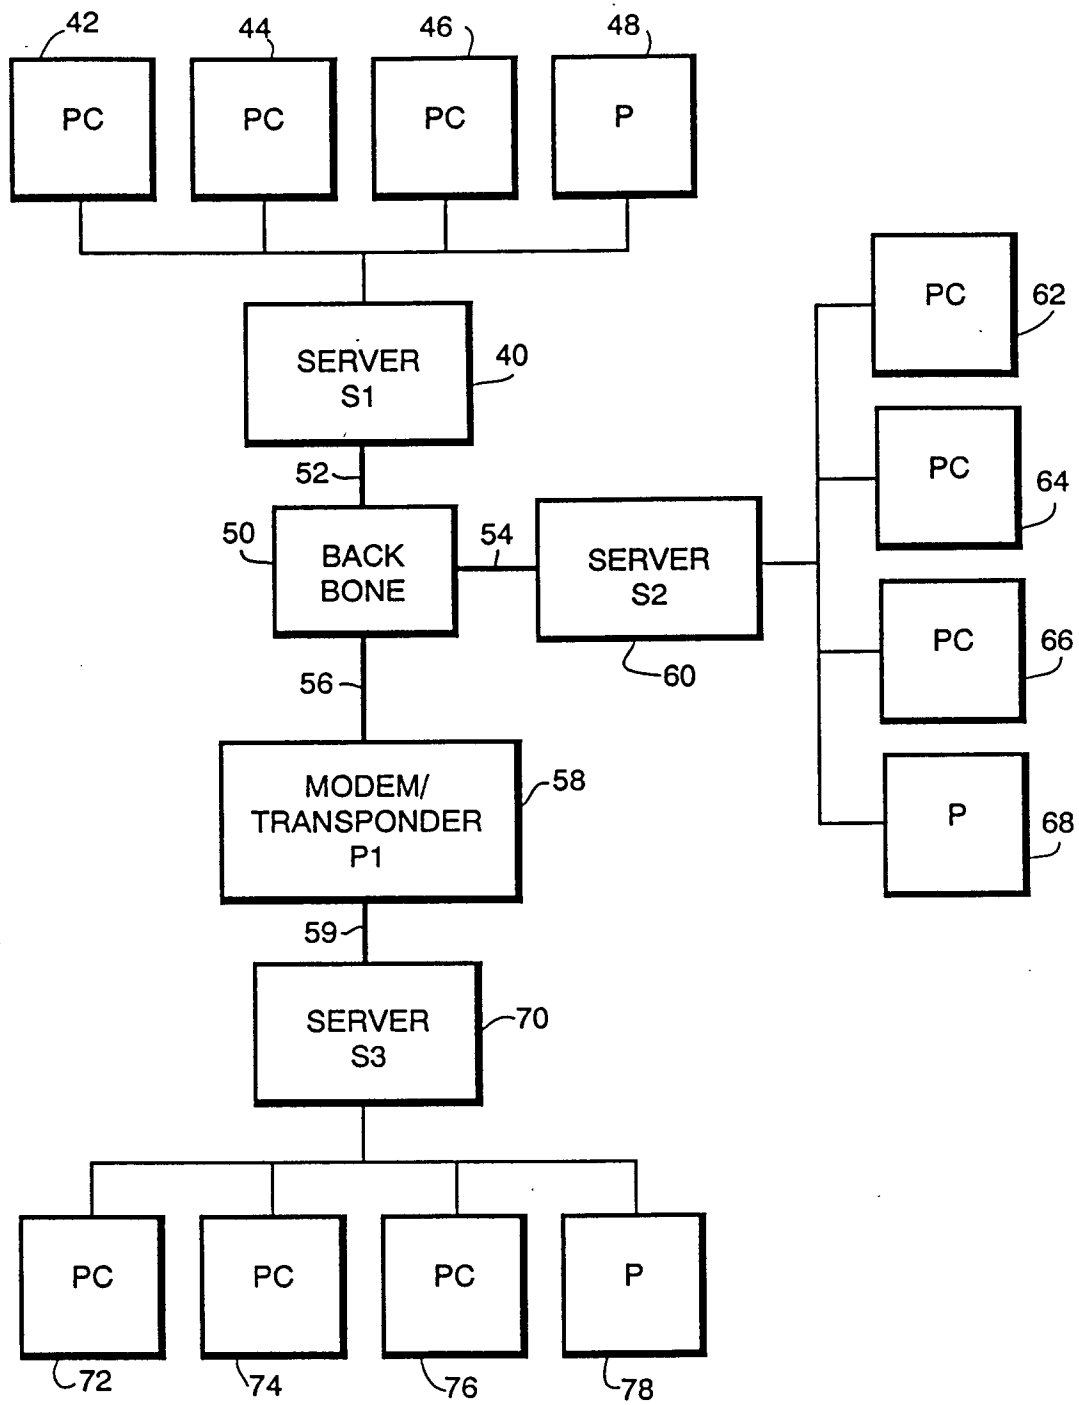 42
44
46
48
PC
PC
PC
P
PC
62
SERVER
S1
40
PC
64
52
50
BACK
BONE
54
SERVER
S2
60
PC
66
56
MODEM/
TRANSPONDER
P1
58
P
68
59
SERVER
S3
70
PC
PC
PC
P
72
74
76
78